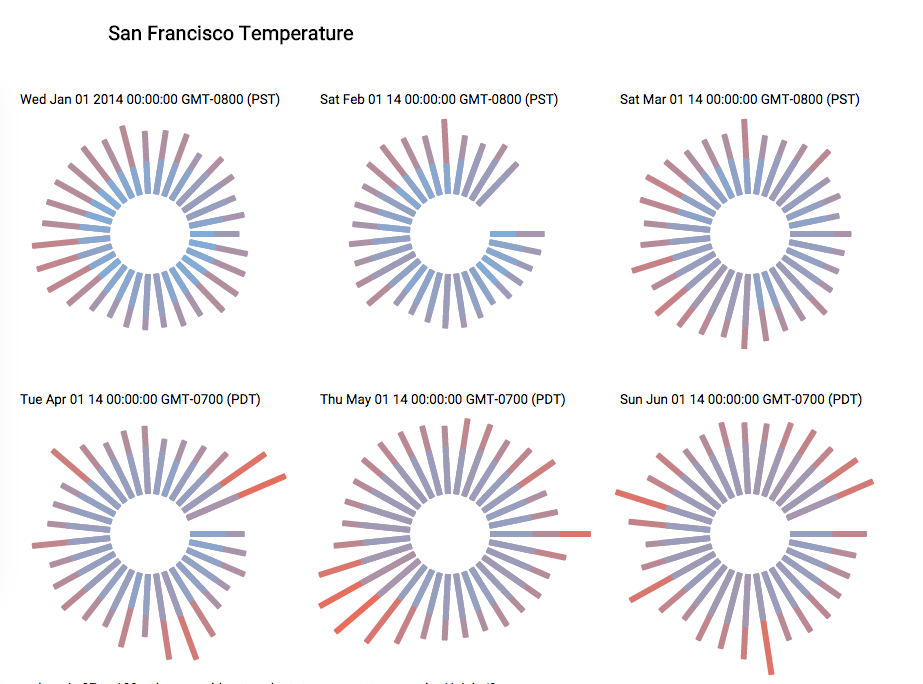 San Francisco Temperature
Wed Jan 01 2014 00:00:00 GMT-0800 (PST)
Sat Feb 01 14 00:00:00 GMT-0800 (PST)
Sat Mar 01 14 00:00:00 GMT-0800 (PST)
Tue Apr 01 14 00:00:00 GMT-0700 (PDT)
Thu May 01 14 00:00:00 GMT-0700 (PDT)
Sun Jun 01 14 00:00:00 GMT-0700 (PDT)